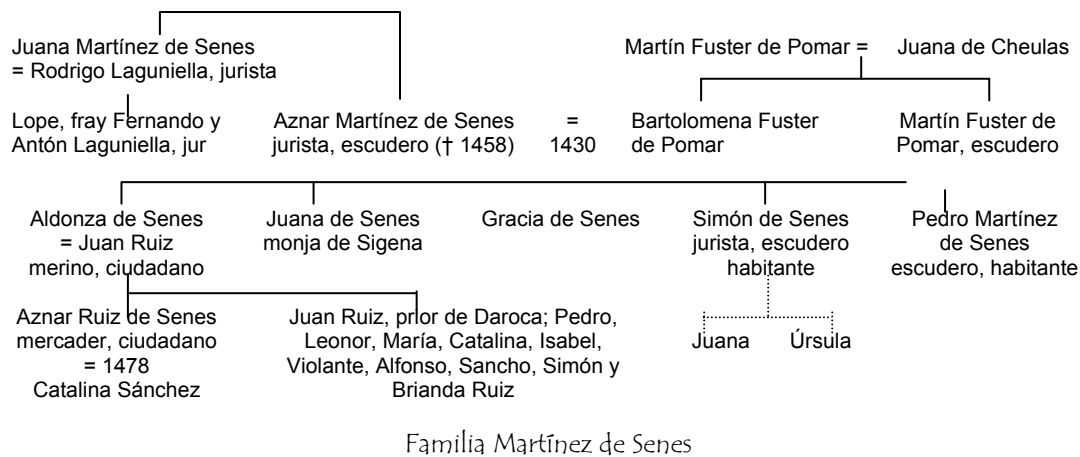 Juana Martínez de Senes
= Rodrigo Laguniella, jurista
Martín Fuster de Pomar = Juana de Cheulas
Lope, fray Fernando y
Antón Laguniella, jur
Aznar Martínez de Senes
jurista, escudero († 1458)
=
1430
Bartolomena Fuster
de Pomar
Martín Fuster de
Pomar, escudero
Aldonza de Senes
= Juan Ruiz
merino, ciudadano
Juana de Senes
monja de Sigena
Gracia de Senes
Simón de Senes
jurista, escudero
habitante
Pedro Martínez
de Senes
escudero, habitante
Aznar Ruiz de Senes
mercader, ciudadano
= 1478
Catalina Sánchez
Juan Ruiz, prior de Daroca; Pedro,
Leonor, María, Catalina, Isabel,
Violante, Alfonso, Sancho, Simón y
Brianda Ruiz
Juana
Úrsula
Familia Martínez de Senes